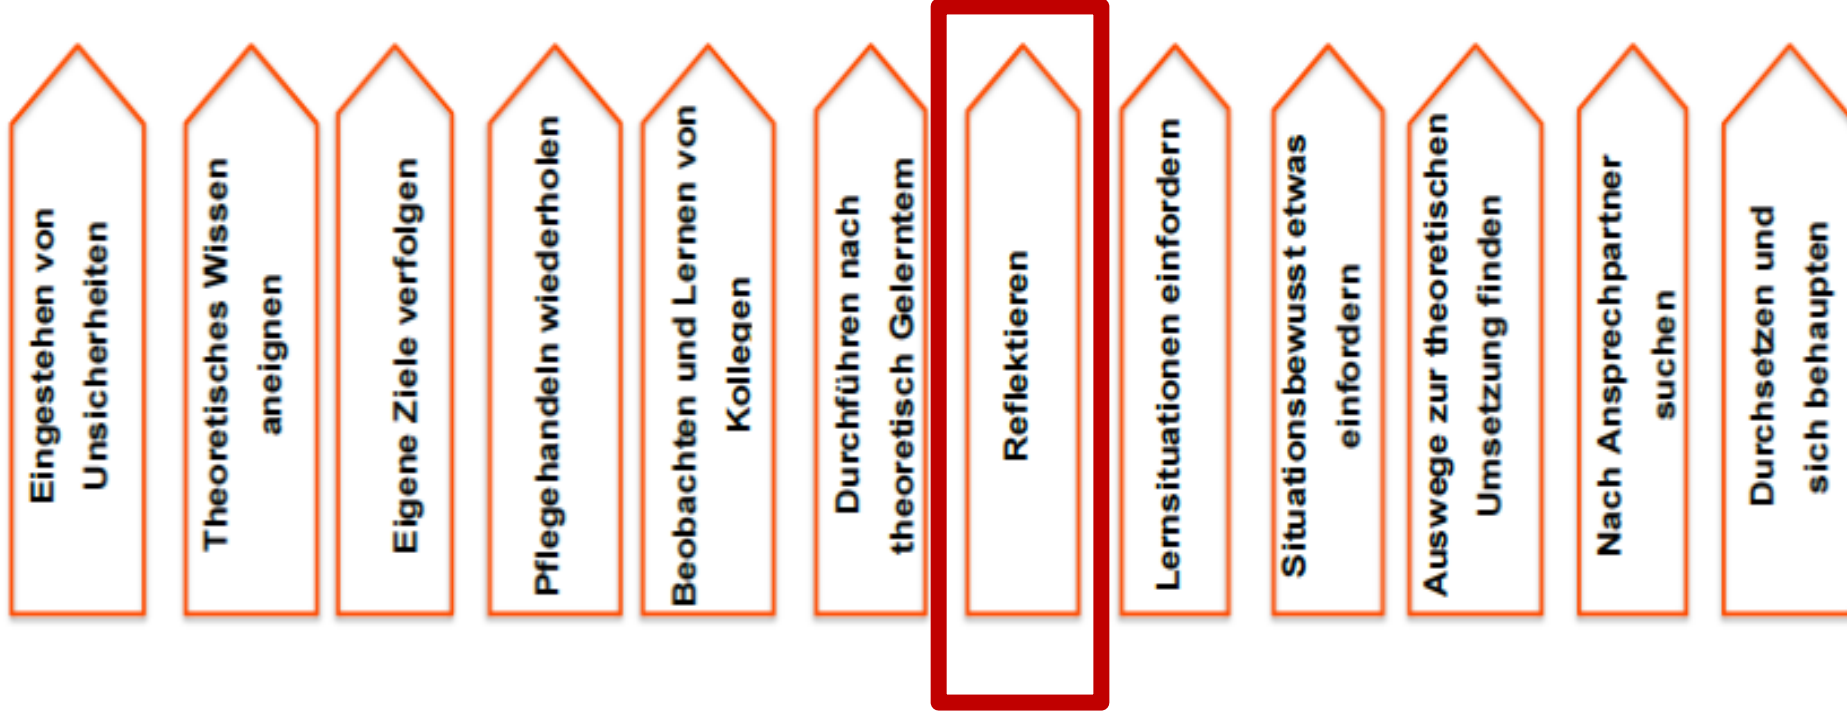 Eingestehen von
Unsicherheiten
Theoretisches Wissen
aneignen
Eigene Ziele verfolgen
Pflegehandeln wiederholen
Beobachten und Lernen von
Kollegen
Durchführen nach
theoretisch Gelerntem
Reflektieren
Lernsituationen einfordern
Situationsbewusst etwas
einfordern
Auswege zur theoretischen
Umsetzung finden
Nach Ansprechpartner
suchen
Durchsetzen und
sich behaupten